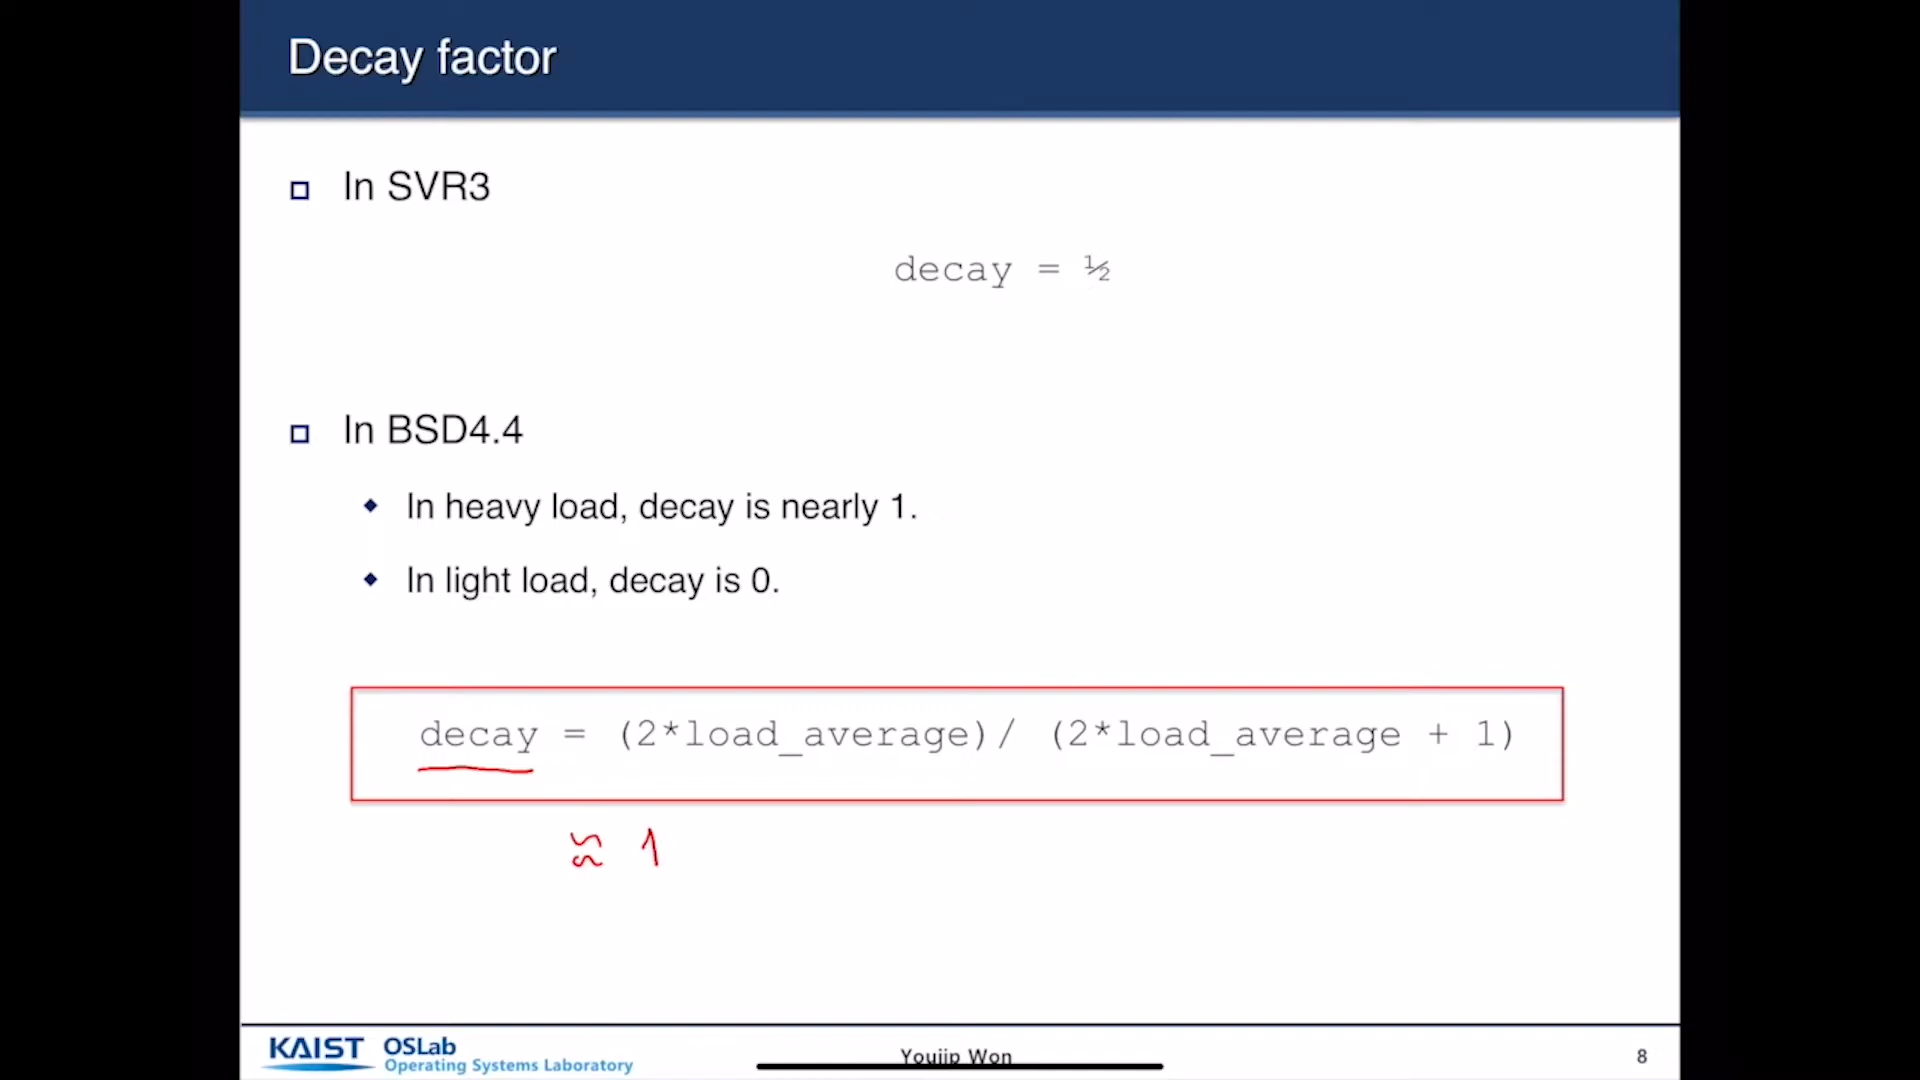 Decay factor
In SVR3
decay = ½
In BSD4.4
In heavy load, decay is nearly 1.
In light load, decay is 0.
decay = (2*load_average)/ (2*load_average + 1)
≈ 1
KAIST OSLab
Operating Systems Laboratory
Youjip Won
8